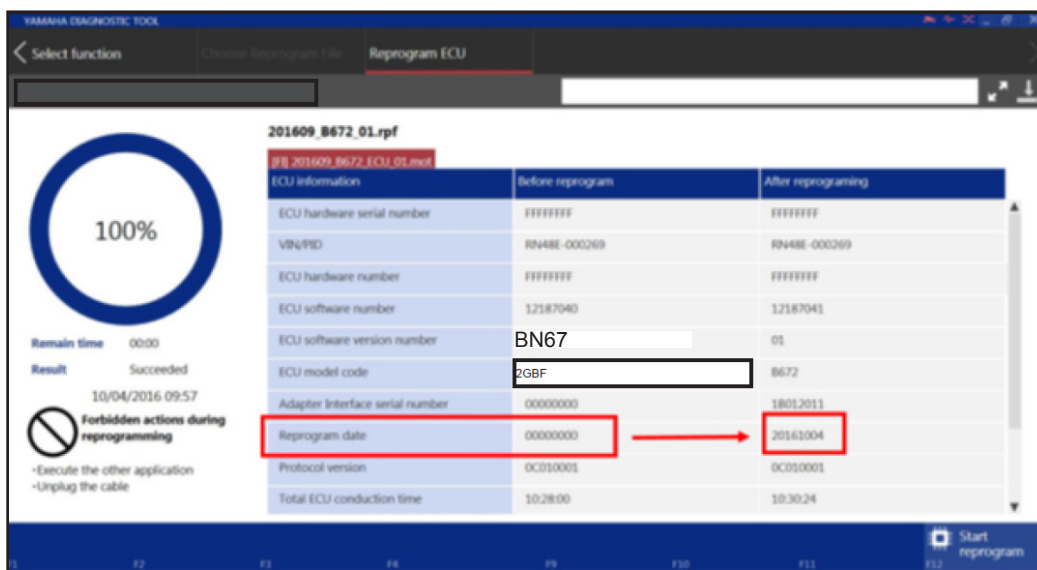 YAMAHA DIAGNOSTIC TOOL
Select function Choose Reprogram File Reprogram ECU
201609_B672_01.rpf
[FI] 201609_B672_ECU_01.mot
ECU information Before reprogram After reprograming
ECU hardware serial number FFFFFFFF FFFFFFFF
100%
VIN/PID RN48E-000269 RN48E-000269
ECU hardware number FFFFFFFF FFFFFFFF
ECU software number 12187040 12187041
Remain time 00:00
ECU software version number BN67 01
Result Succeeded
ECU model code 2GBF B672
10/04/2016 09:57
Adapter Interface serial number 00000000 1B012011
Forbidden actions during
reprogramming
Reprogram date 00000000 20161004
-Execute the other application
-Unplug the cable
Protocol version 0C010001 0C010001
Total ECU conduction time 10:28:00 10:30:24
Start
reprogram
F1 F2 F3 F4 F9 F10 F11 F12